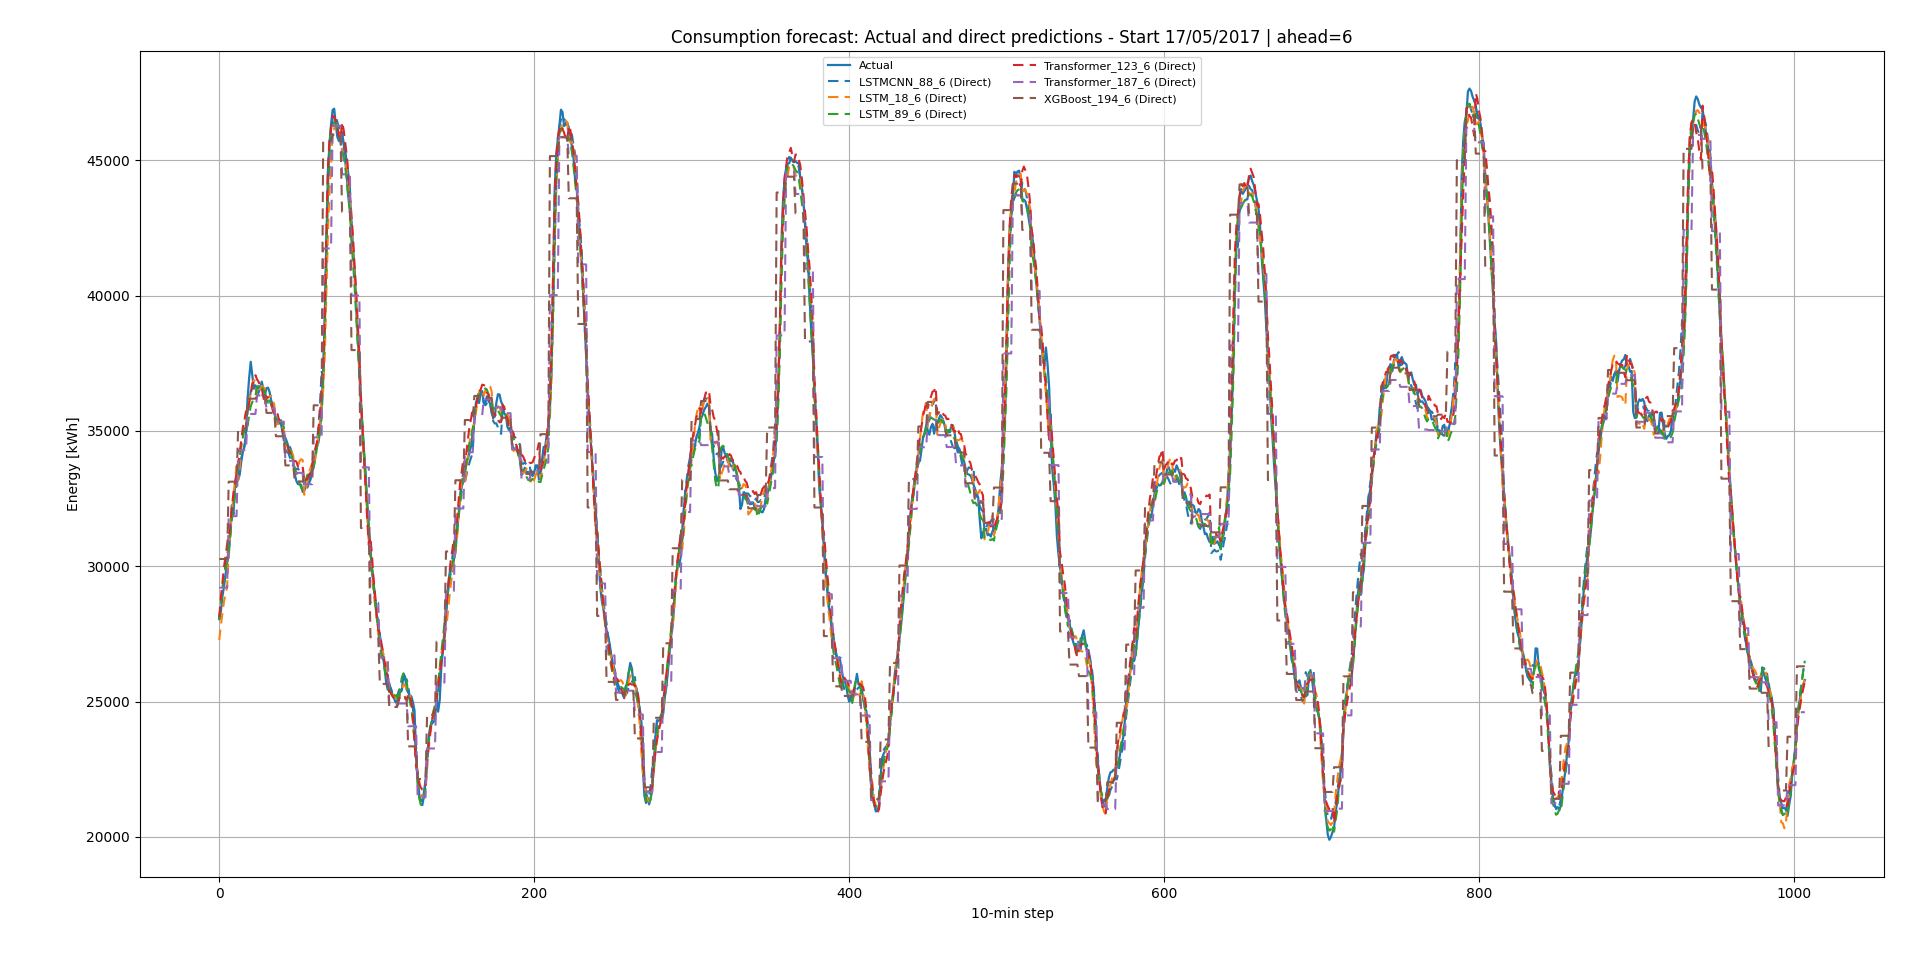 Consumption forecast: Actual and direct predictions - Start 17/05/2017 | ahead=6
Actual
LSTMCNN_88_6 (Direct)
LSTM_18_6 (Direct)
LSTM_89_6 (Direct)
Transformer_123_6 (Direct)
Transformer_187_6 (Direct)
XGBoost_194_6 (Direct)
Energy [kWh]
45000
40000
35000
30000
25000
20000
0 200 400 600 800 1000
10-min step